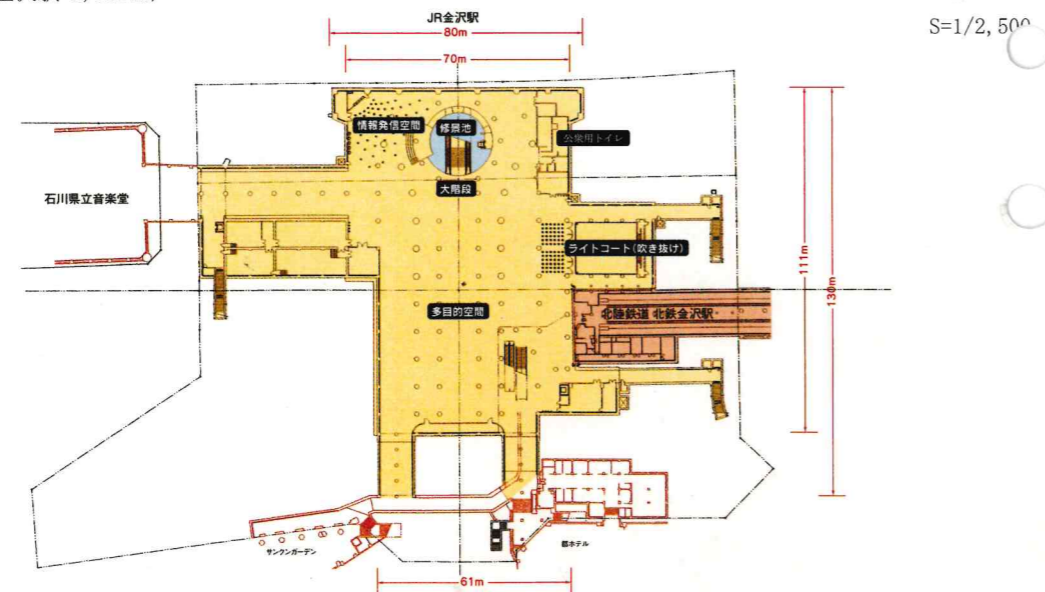 JR金沢駅
80m
S=1/2,500
70m
情報発信空間
修景池
公衆用トイレ
大階段
石川県立音楽堂
ライトコート(吹き抜け)
111m
130m
多目的空間
北陸鉄道 北鉄金沢駅
サンクンガーデン
都ホテル
61m